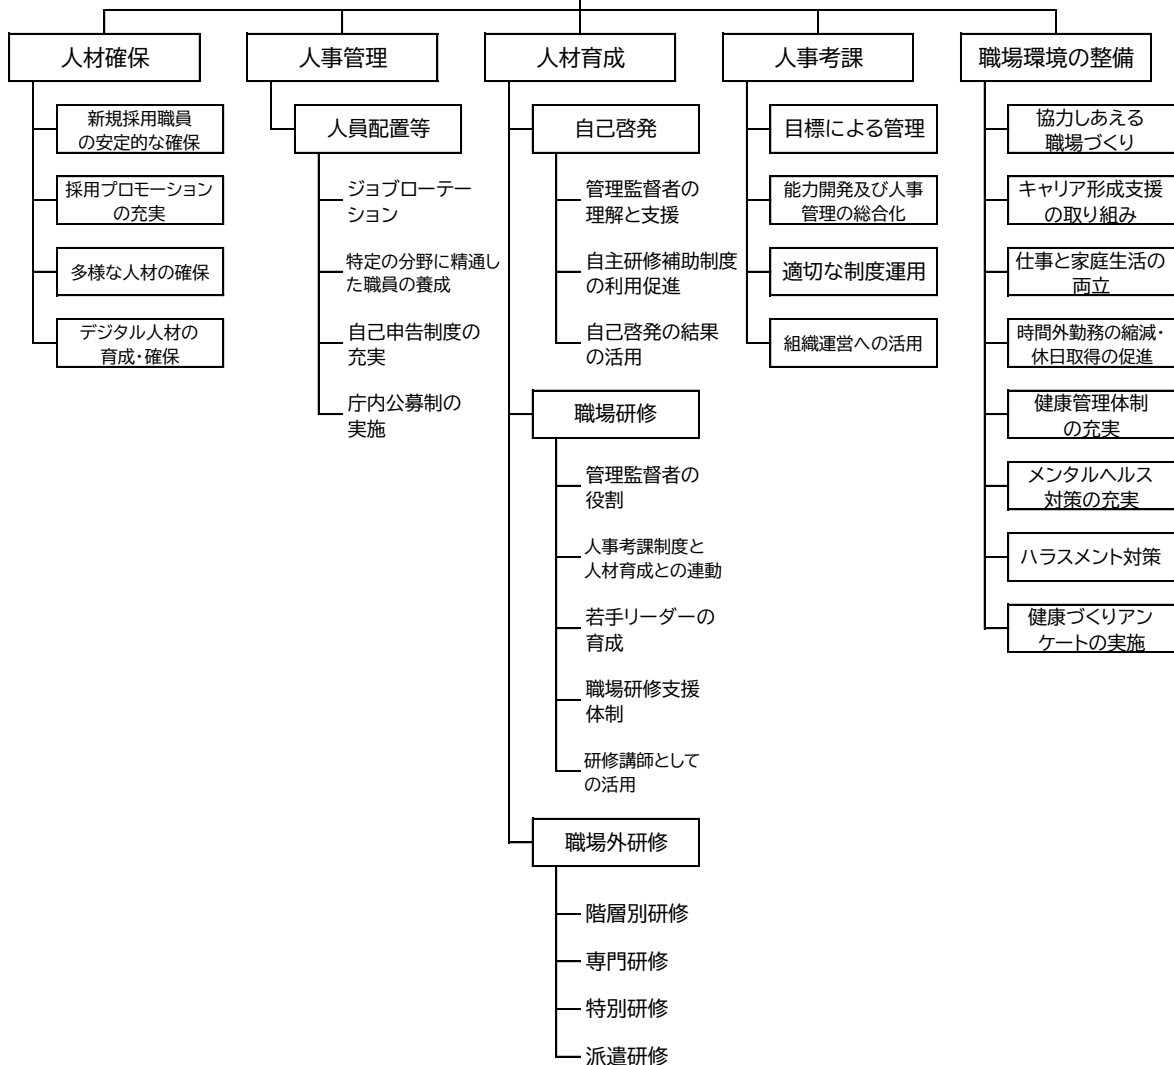 人材確保
人事管理
人材育成
人事考課
職場環境の整備
新規採用職員
の安定的な確保
採用プロモーション
の充実
多様な人材の確保
デジタル人材の
育成・確保
人員配置等
ジョブローテー
ション
特定の分野に精通し
た職員の養成
自己申告制度の
充実
庁内公募制の
実施
自己啓発
管理監督者の
理解と支援
自主研修補助制度
の利用促進
自己啓発の結果
の活用
職場研修
管理監督者の
役割
人事考課制度と
人材育成との連動
若手リーダーの
育成
職場研修支援
体制
研修講師として
の活用
職場外研修
階層別研修
専門研修
特別研修
派遣研修
目標による管理
能力開発及び人事
管理の総合化
適切な制度運用
組織運営への活用
協力しあえる
職場づくり
キャリア形成支援
の取り組み
仕事と家庭生活の
両立
時間外勤務の縮減・
休日取得の促進
健康管理体制
の充実
メンタルヘルス
対策の充実
ハラスメント対策
健康づくりアン
ケートの実施